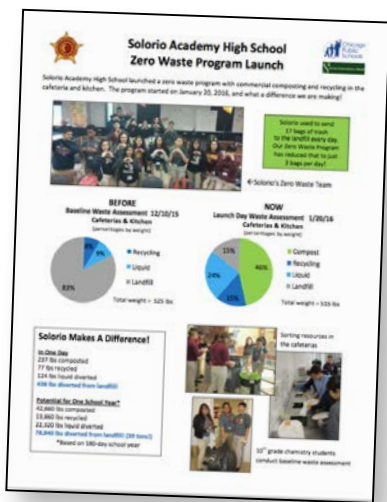 Solorio Academy High School
Zero Waste Program Launch
Chicago
Public
Schools
Solorio Academy High School launched a zero waste program with commercial composting and recycling in the
cafeteria and kitchen. The program started on January 20, 2016, and what a difference we are making!
Solorio used to send
17 bags of trash
to the landfill every day.
Our Zero Waste Program
has reduced that to just
3 bags per day!
Solorio's Zero Waste Team
BEFORE
Baseline Waste Assessment 12/10/15
Cafeterias & Kitchen
(percentages by weight)
8%
9%
83%
Recycling
Liquid
Landfill
Total weight = 525 lbs
NOW
Launch Day Waste Assessment 1/20/16
Cafeterias & Kitchen
(percentages by weight)
15%
46%
24%
15%
Compost
Recycling
Liquid
Landfill
Total weight = 515 lbs
Solorio Makes A Difference!
In One Day
237 lbs composted
77 lbs recycled
124 lbs liquid diverted
438 lbs diverted from landfill!
Potential for One School Year*
42,660 lbs composted
13,860 lbs recycled
22,320 lbs liquid diverted
78,840 lbs diverted from landfill (39 tons!)
*Based on 180-day school year
Sorting resources in
the cafeterias
10th grade chemistry students
conduct baseline waste assessment